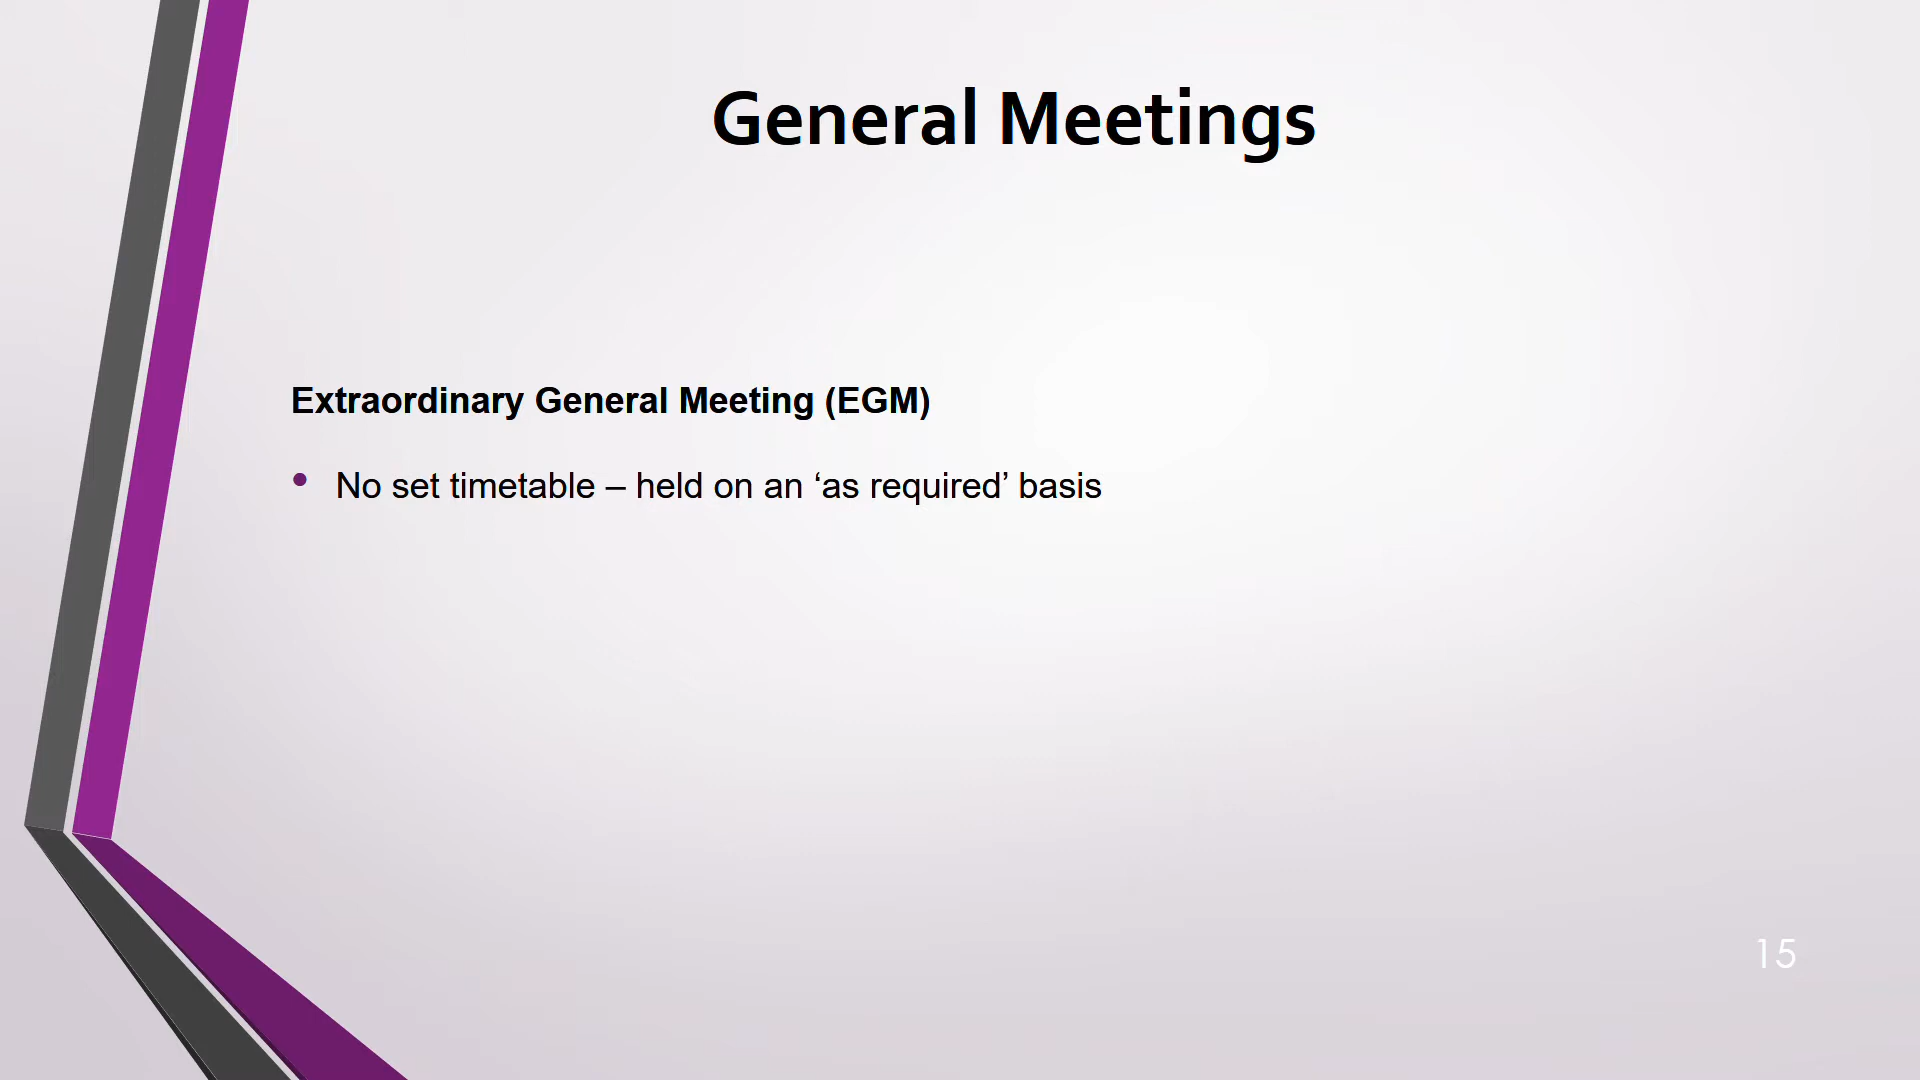 General Meetings
Extraordinary General Meeting (EGM)
• No set timetable – held on an ‘as required’ basis
15